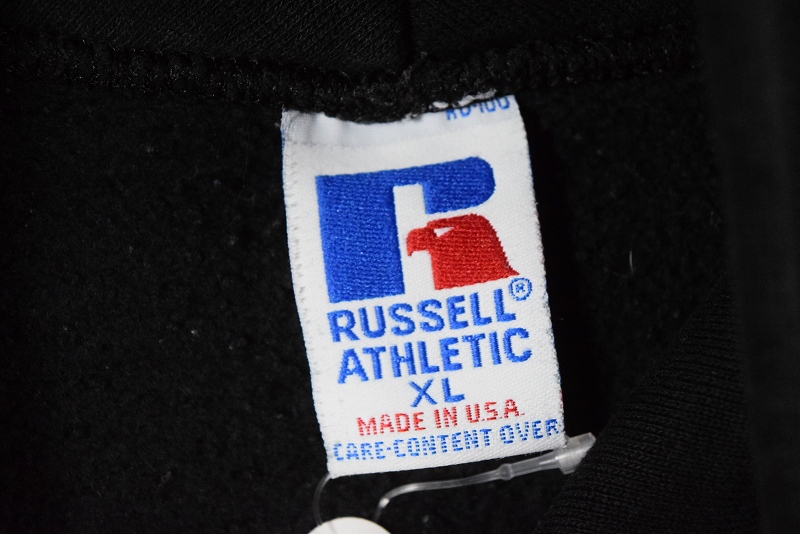 RUSSELL®
ATHLETIC
XL
MADE IN U.S.A.
CARE-CONTENT OVER